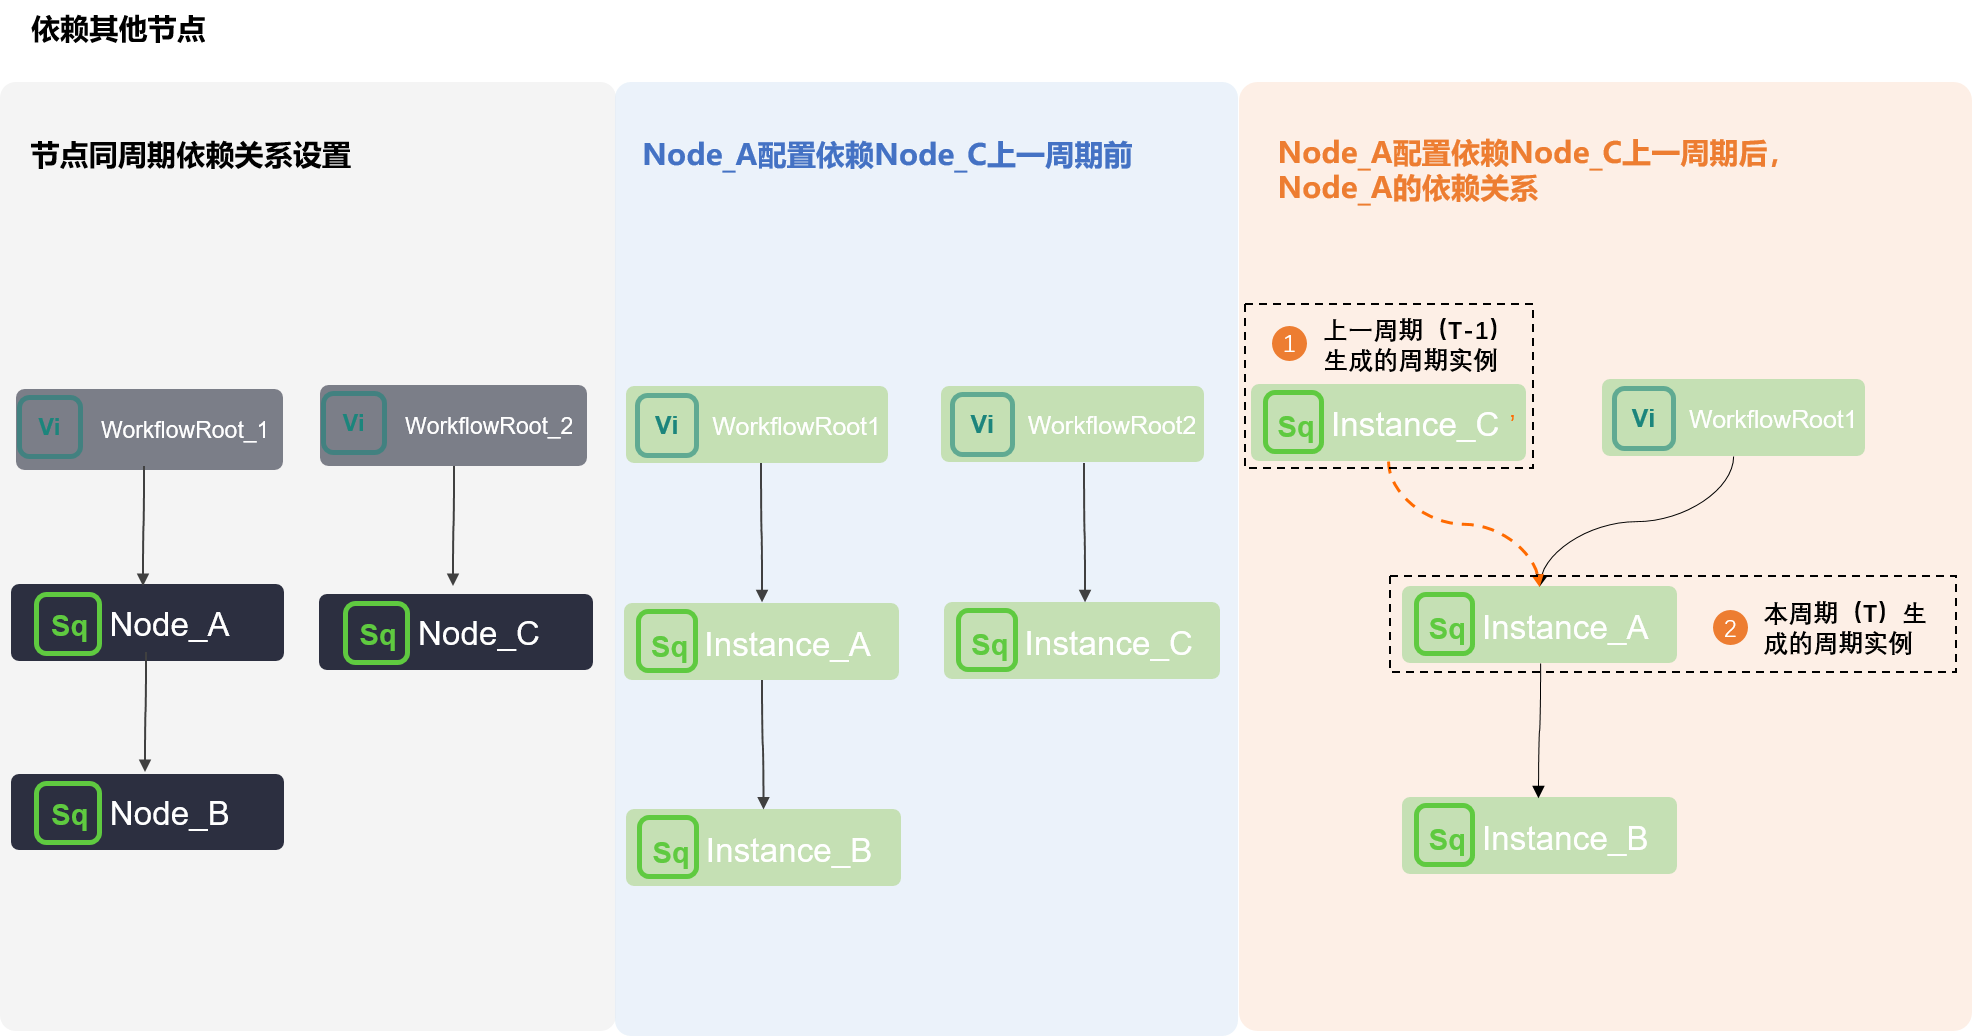 依赖其他节点
节点同周期依赖关系设置
Vi WorkflowRoot_1
Vi WorkflowRoot_2
Sq Node_A
Sq Node_C
Sq Node_B
Node_A配置依赖Node_C上一周期前
Vi WorkflowRoot1
Vi WorkflowRoot2
Sq Instance_A
Sq Instance_C
Sq Instance_B
Node_A配置依赖Node_C上一周期后，
Node_A的依赖关系
1 上一周期（T-1）
生成的周期实例
Sq Instance_C ’
Vi WorkflowRoot1
Sq Instance_A
2 本周期（T）生
成的周期实例
Sq Instance_B